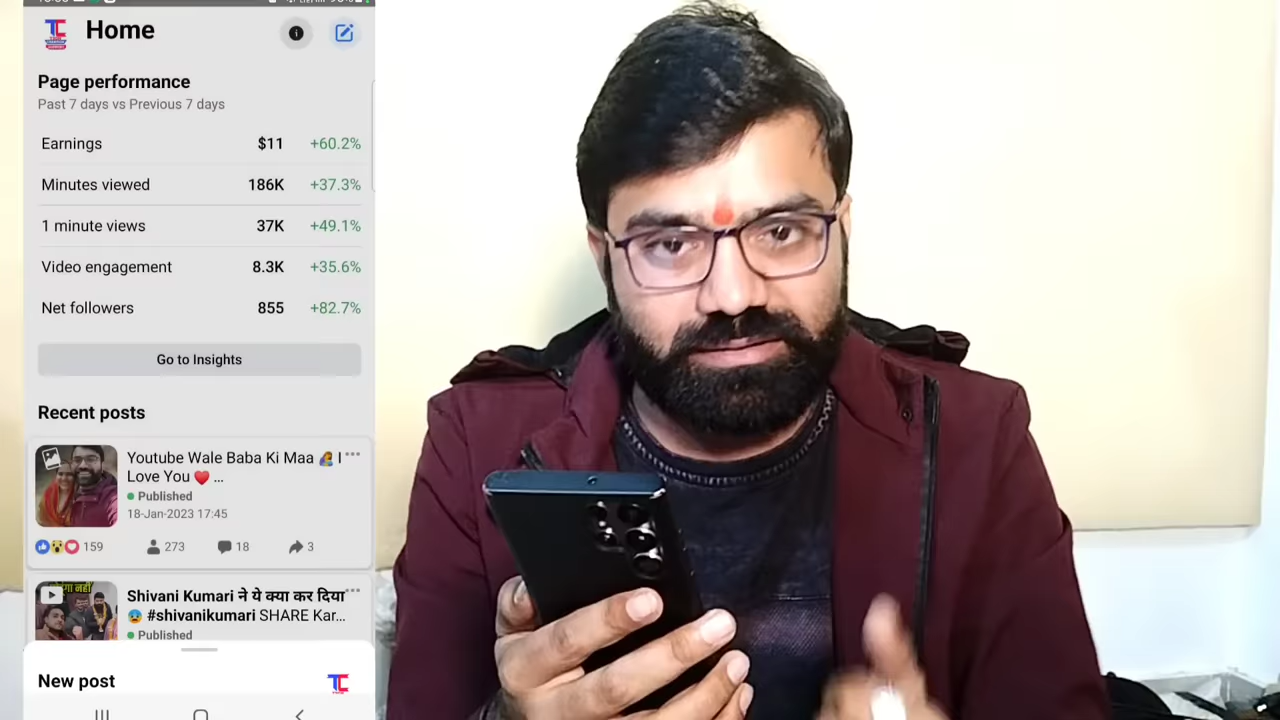 Home
Page performance
Past 7 days vs Previous 7 days
Earnings $11 +60.2%
Minutes viewed 186K +37.3%
1 minute views 37K +49.1%
Video engagement 8.3K +35.6%
Net followers 855 +82.7%
Go to Insights
Recent posts
Youtube Wale Baba Ki Maa 🤱 I
Love You ❤️ ...
Published
18-Jan-2023 17:45
159 273 18 3
Shivani Kumari ने ये क्या कर दिया
😰 #shivanikumari SHARE Kar...
Published
New post
TC